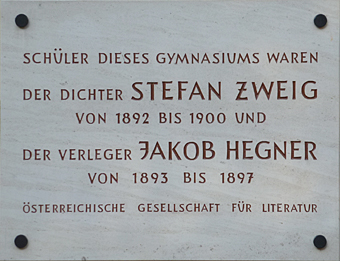 SCHÜLER DIESES GYMNASIUMS WAREN
DER DICHTER STEFAN ZWEIG
VON 1892 BIS 1900 UND
DER VERLEGER JAKOB HEGNER
VON 1893 BIS 1897
ÖSTERREICHISCHE GESELLSCHAFT FÜR LITERATUR